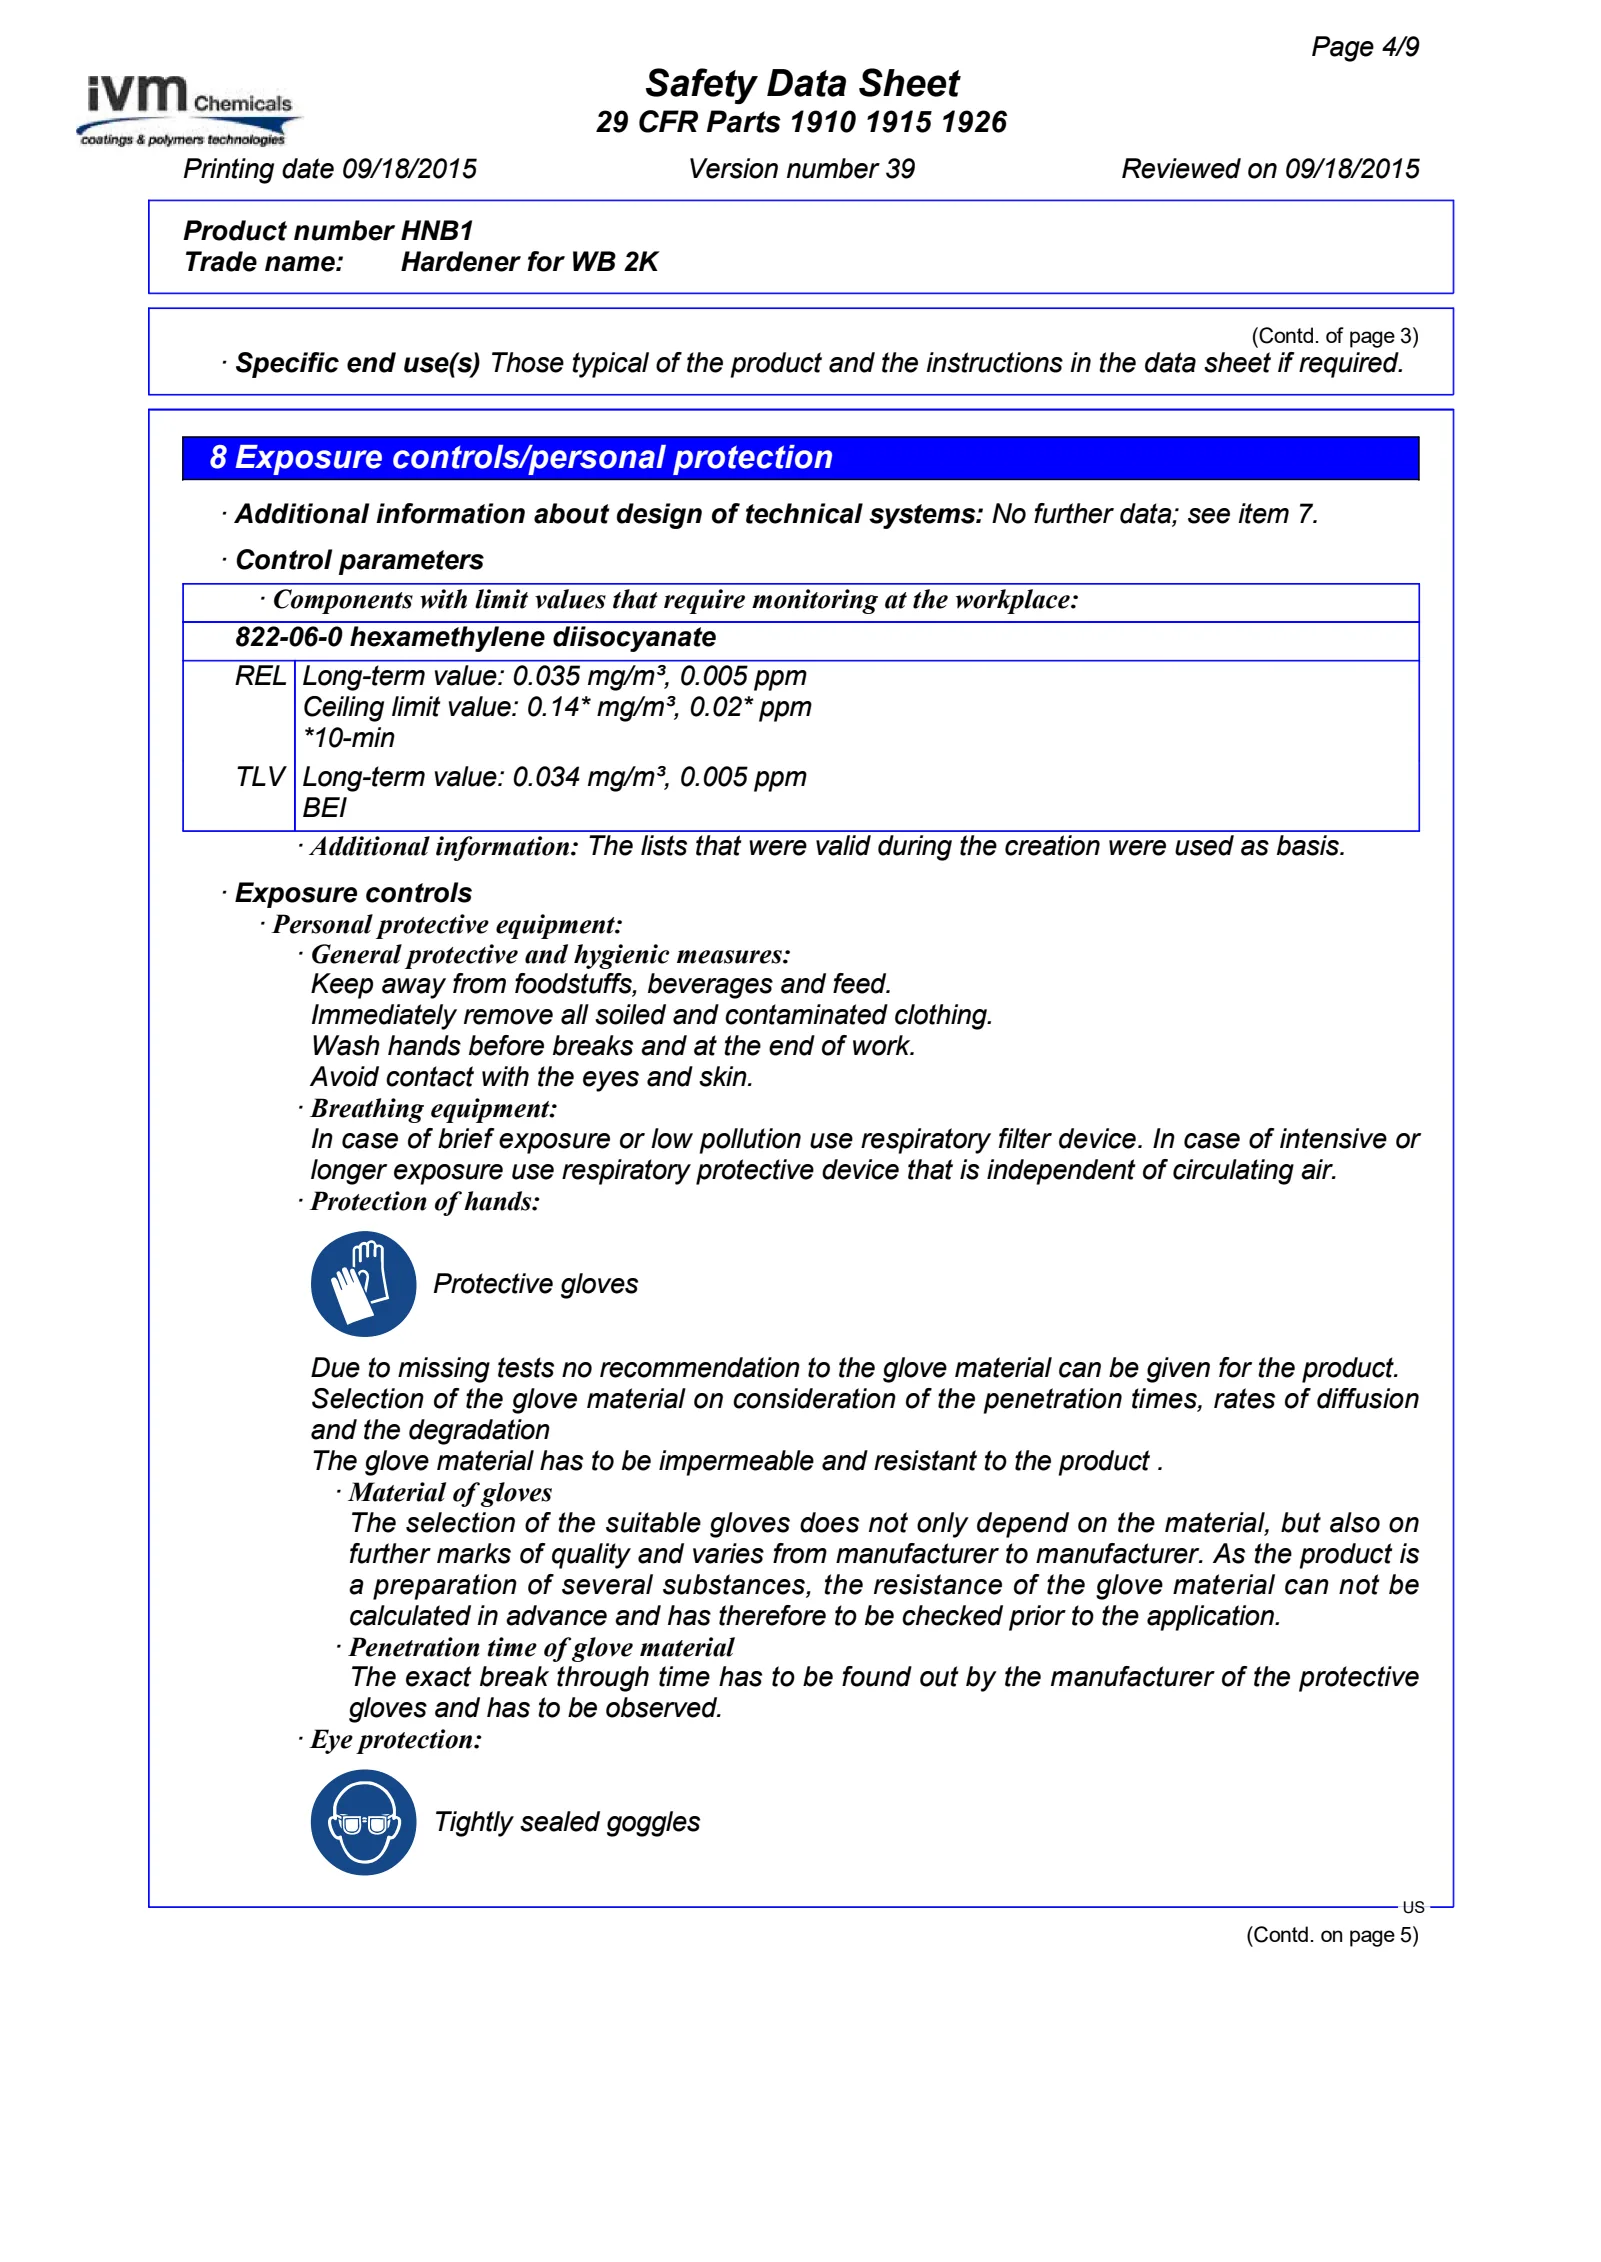 Page 4/9
ivm Chemicals
coatings & polymers technologies
Safety Data Sheet
29 CFR Parts 1910 1915 1926
Printing date 09/18/2015 Version number 39 Reviewed on 09/18/2015
Product number HNB1
Trade name: Hardener for WB 2K
(Contd. of page 3)
· Specific end use(s) Those typical of the product and the instructions in the data sheet if required.
8 Exposure controls/personal protection
· Additional information about design of technical systems: No further data; see item 7.
· Control parameters
· Components with limit values that require monitoring at the workplace:
822-06-0 hexamethylene diisocyanate
REL Long-term value: 0.035 mg/m³, 0.005 ppm
Ceiling limit value: 0.14* mg/m³, 0.02* ppm
*10-min
TLV Long-term value: 0.034 mg/m³, 0.005 ppm
BEI
· Additional information: The lists that were valid during the creation were used as basis.
· Exposure controls
· Personal protective equipment:
· General protective and hygienic measures:
Keep away from foodstuffs, beverages and feed.
Immediately remove all soiled and contaminated clothing.
Wash hands before breaks and at the end of work.
Avoid contact with the eyes and skin.
· Breathing equipment:
In case of brief exposure or low pollution use respiratory filter device. In case of intensive or
longer exposure use respiratory protective device that is independent of circulating air.
· Protection of hands:
Protective gloves
Due to missing tests no recommendation to the glove material can be given for the product.
Selection of the glove material on consideration of the penetration times, rates of diffusion
and the degradation
The glove material has to be impermeable and resistant to the product .
· Material of gloves
The selection of the suitable gloves does not only depend on the material, but also on
further marks of quality and varies from manufacturer to manufacturer. As the product is
a preparation of several substances, the resistance of the glove material can not be
calculated in advance and has therefore to be checked prior to the application.
· Penetration time of glove material
The exact break through time has to be found out by the manufacturer of the protective
gloves and has to be observed.
· Eye protection:
Tightly sealed goggles
US
(Contd. on page 5)